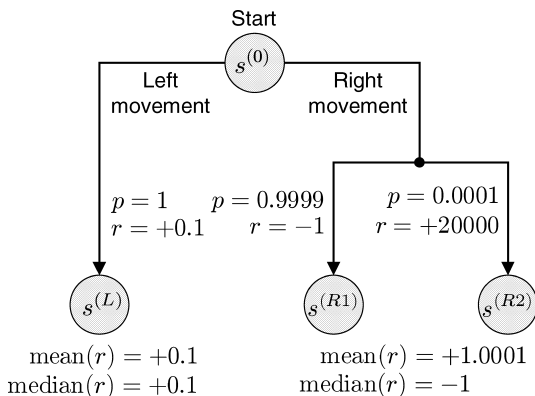 Start
s^{(0)}
Left
movement
Right
movement
p = 1
r = +0.1
p = 0.9999
r = −1
p = 0.0001
r = +20000
s^{(L)}
s^{(R1)}
s^{(R2)}
mean(r) = +0.1
median(r) = +0.1
mean(r) = +1.0001
median(r) = −1